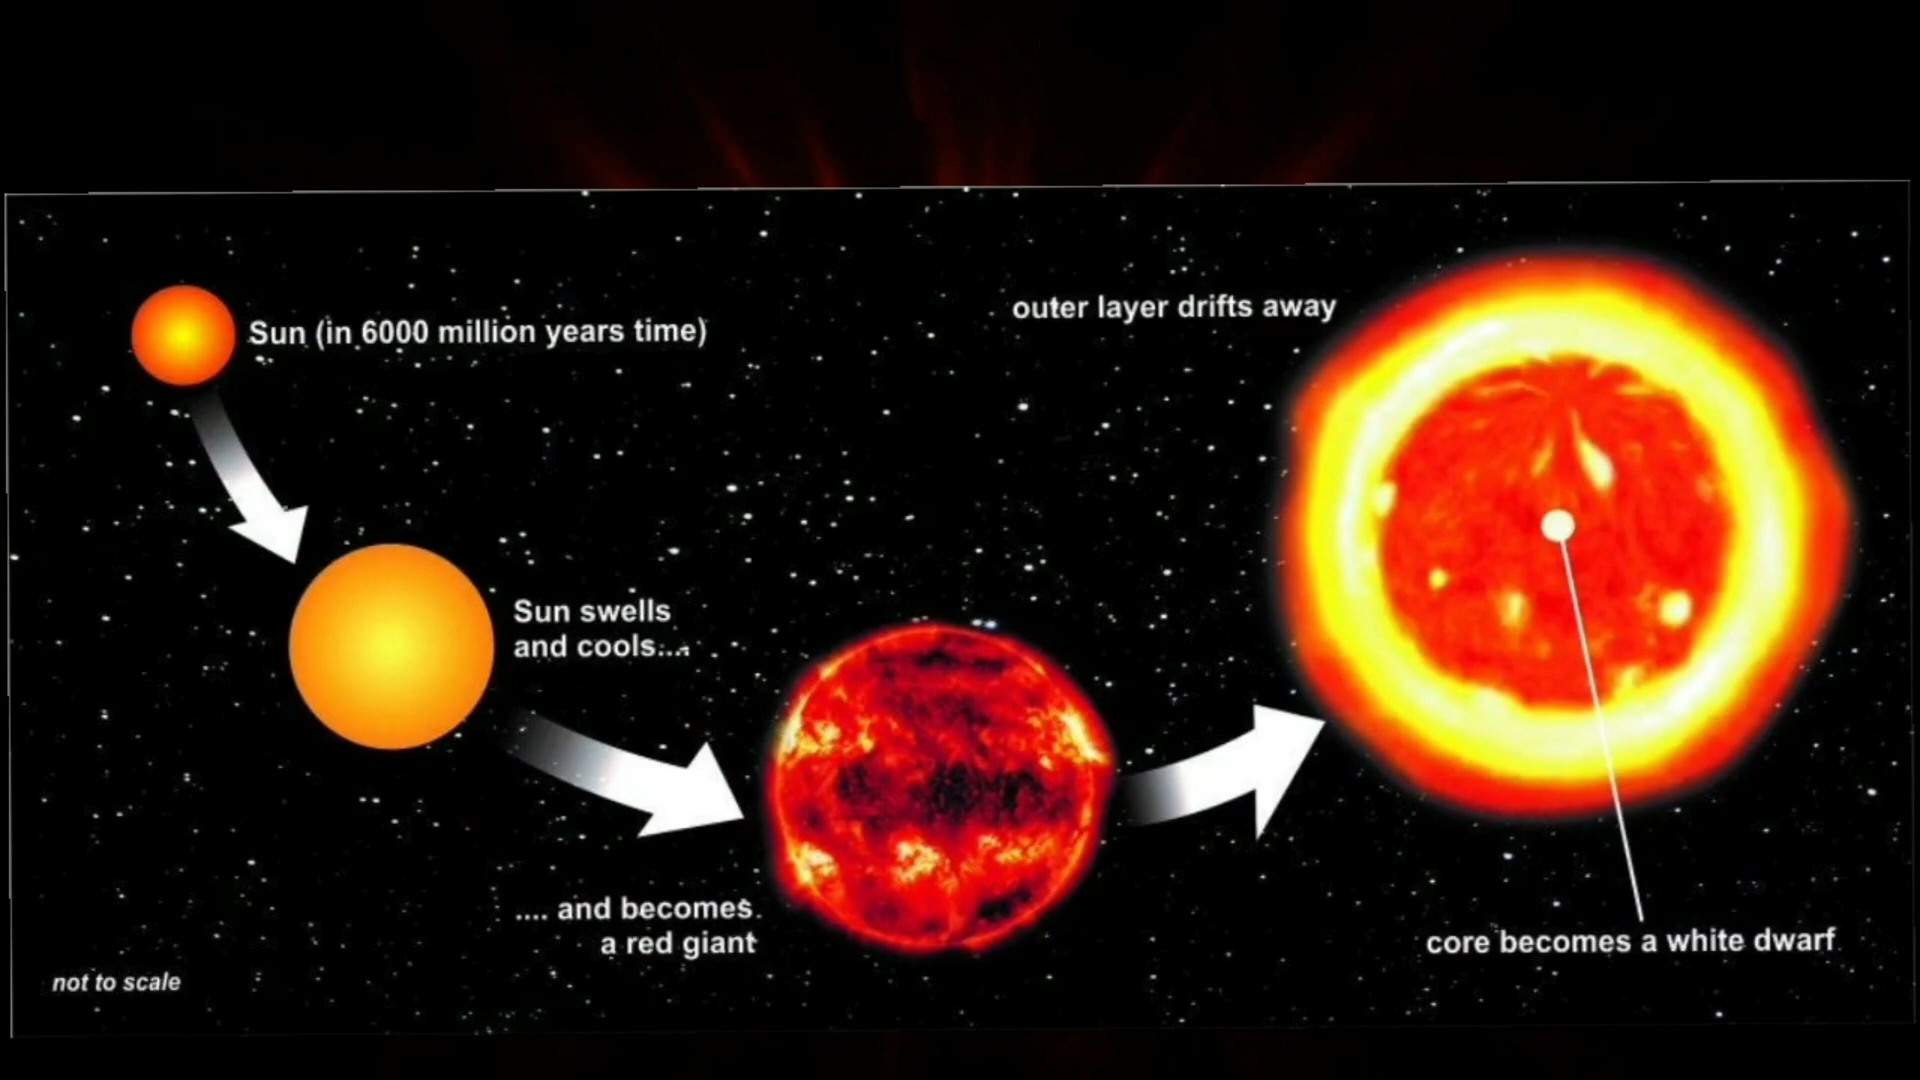 Sun (in 6000 million years time)
outer layer drifts away
Sun swells
and cools....
.... and becomes
a red giant
core becomes a white dwarf
not to scale